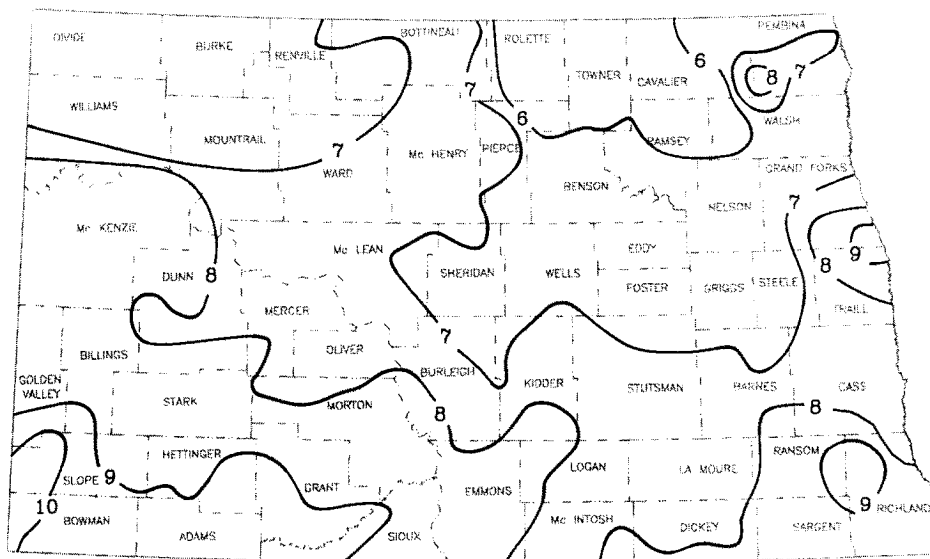 DIVIDE
BURKE
RENVILLE
BOTTINEAU
ROLETTE
TOWNER
CAVALIER
PEMBINA
6
8
7
WILLIAMS
MOUNTRAIL
7
WARD
7
Mc HENRY
PIERCE
6
RAMSEY
WALSH
BENSON
GRAND FORKS
NELSON
7
Mc KENZIE
DUNN
8
Mc LEAN
SHERIDAN
WELLS
EDDY
FOSTER
GRIGGS
STEELE
8
9
TRAILL
MERCER
OLIVER
7
BILLINGS
GOLDEN
VALLEY
STARK
MORTON
BURLEIGH
8
KIDDER
STUTSMAN
BARNES
CASS
8
HETTINGER
SLOPE
9
10
BOWMAN
ADAMS
GRANT
SIOUX
EMMONS
LOGAN
Mc INTOSH
LA MOURE
DICKEY
RANSOM
SARGENT
9
RICHLAND